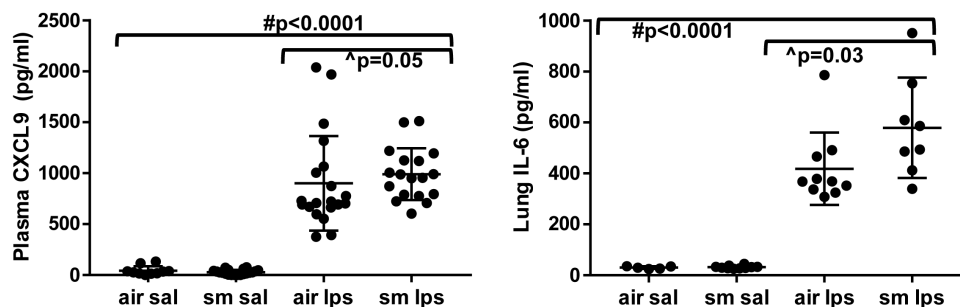 Plasma CXCL9 (pg/ml)
2500
2000
1500
1000
500
0
#p<0.0001
^p=0.05
air sal
sm sal
air lps
sm lps
Lung IL-6 (pg/ml)
1000
800
600
400
200
0
#p<0.0001
^p=0.03
air sal
sm sal
air lps
sm lps